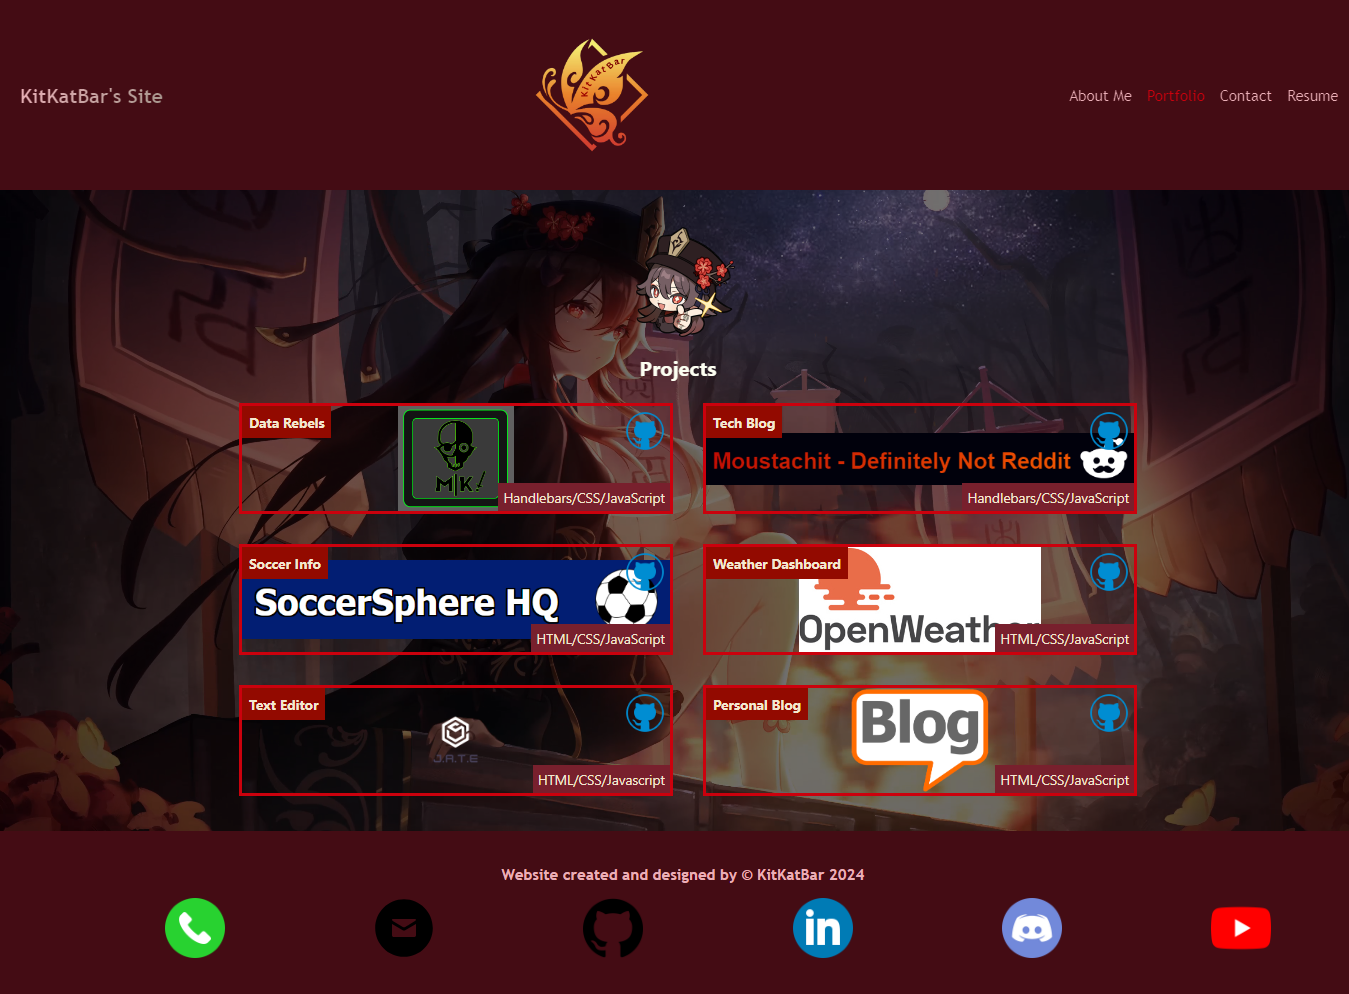 KitKatBar's Site
KitKatBar
About Me Portfolio Contact Resume
Projects
Data Rebels
MK!
Handlebars/CSS/JavaScript
Tech Blog
Moustachit - Definitely Not Reddit
Handlebars/CSS/JavaScript
Soccer Info
SoccerSphere HQ
HTML/CSS/JavaScript
Weather Dashboard
OpenWeather
HTML/CSS/JavaScript
Text Editor
J.A.T.E
HTML/CSS/Javascript
Personal Blog
Blog
HTML/CSS/JavaScript
Website created and designed by © KitKatBar 2024
in